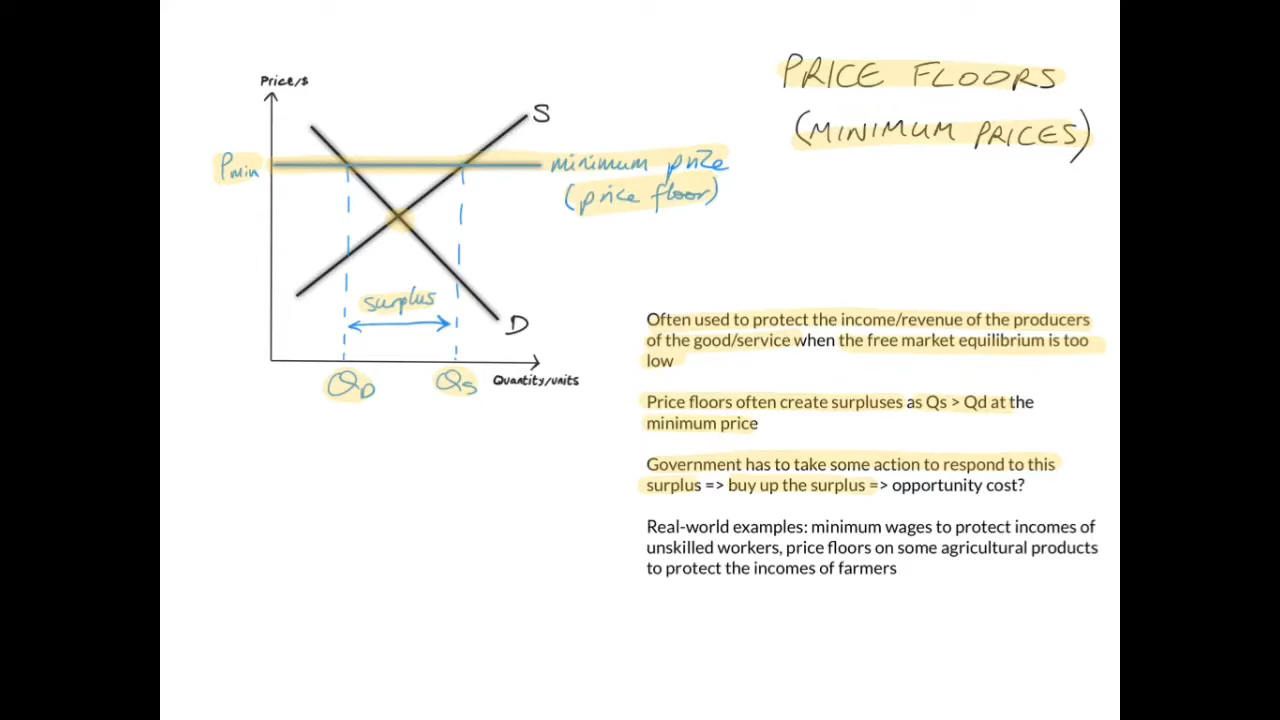 PRICE FLOORS
(MINIMUM PRICES)
Price/$
S
Pmin
minimum price
(price floor)
surplus
D
QD
Qs
Quantity/units
Often used to protect the income/revenue of the producers
of the good/service when the free market equilibrium is too
low
Price floors often create surpluses as Qs > Qd at the
minimum price
Government has to take some action to respond to this
surplus => buy up the surplus => opportunity cost?
Real-world examples: minimum wages to protect incomes of
unskilled workers, price floors on some agricultural products
to protect the incomes of farmers